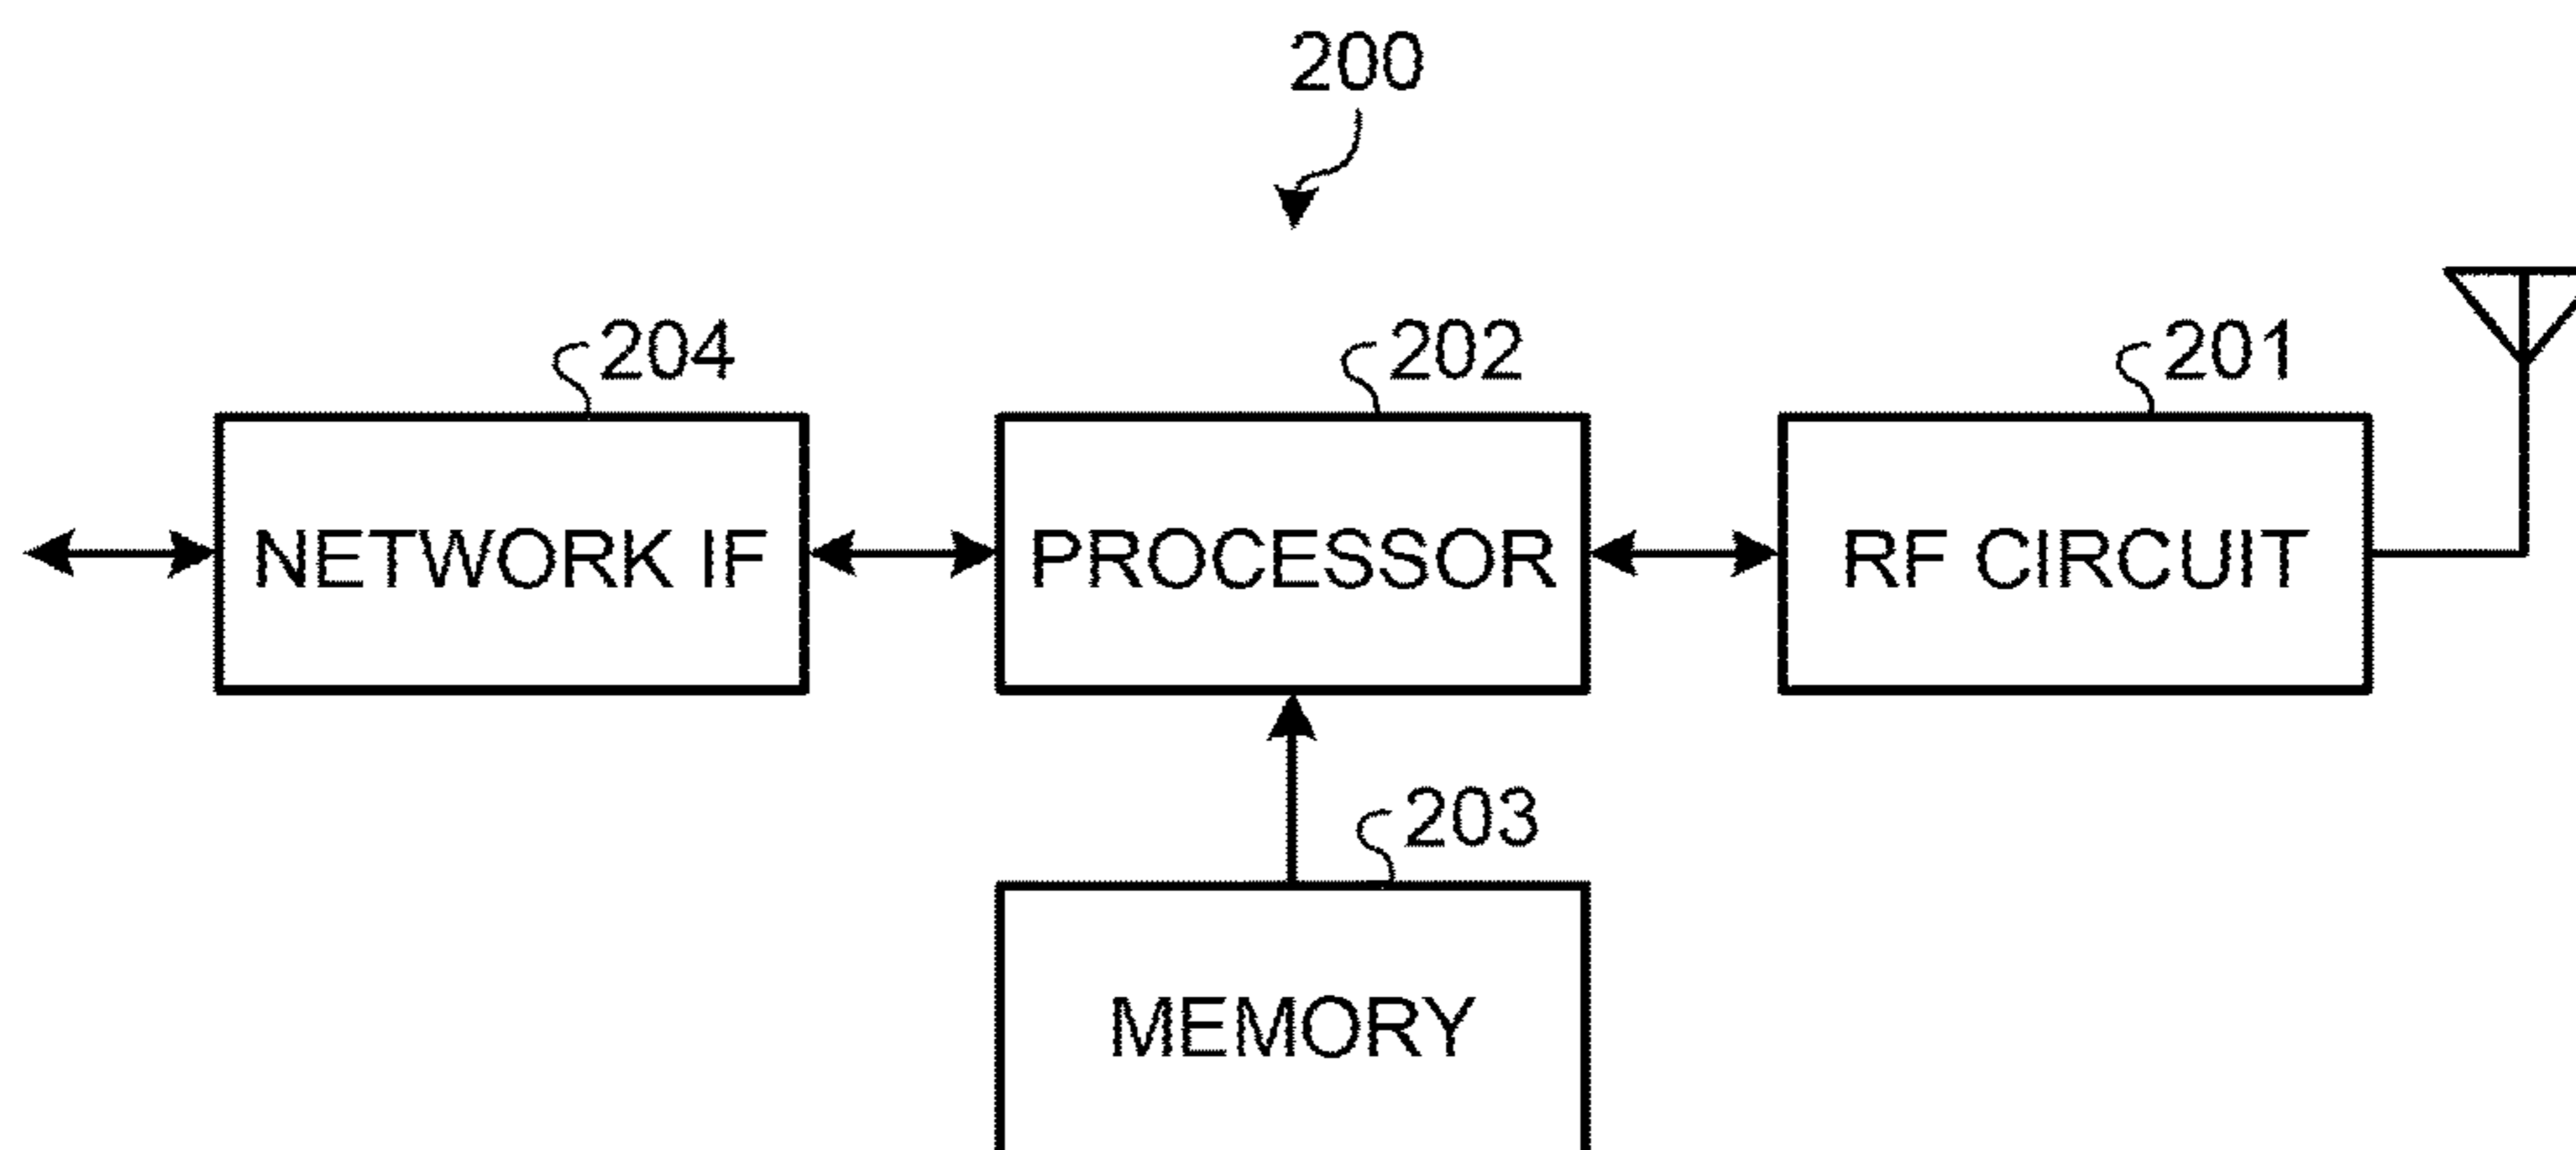 200
204
202
201
NETWORK IF
PROCESSOR
RF CIRCUIT
203
MEMORY